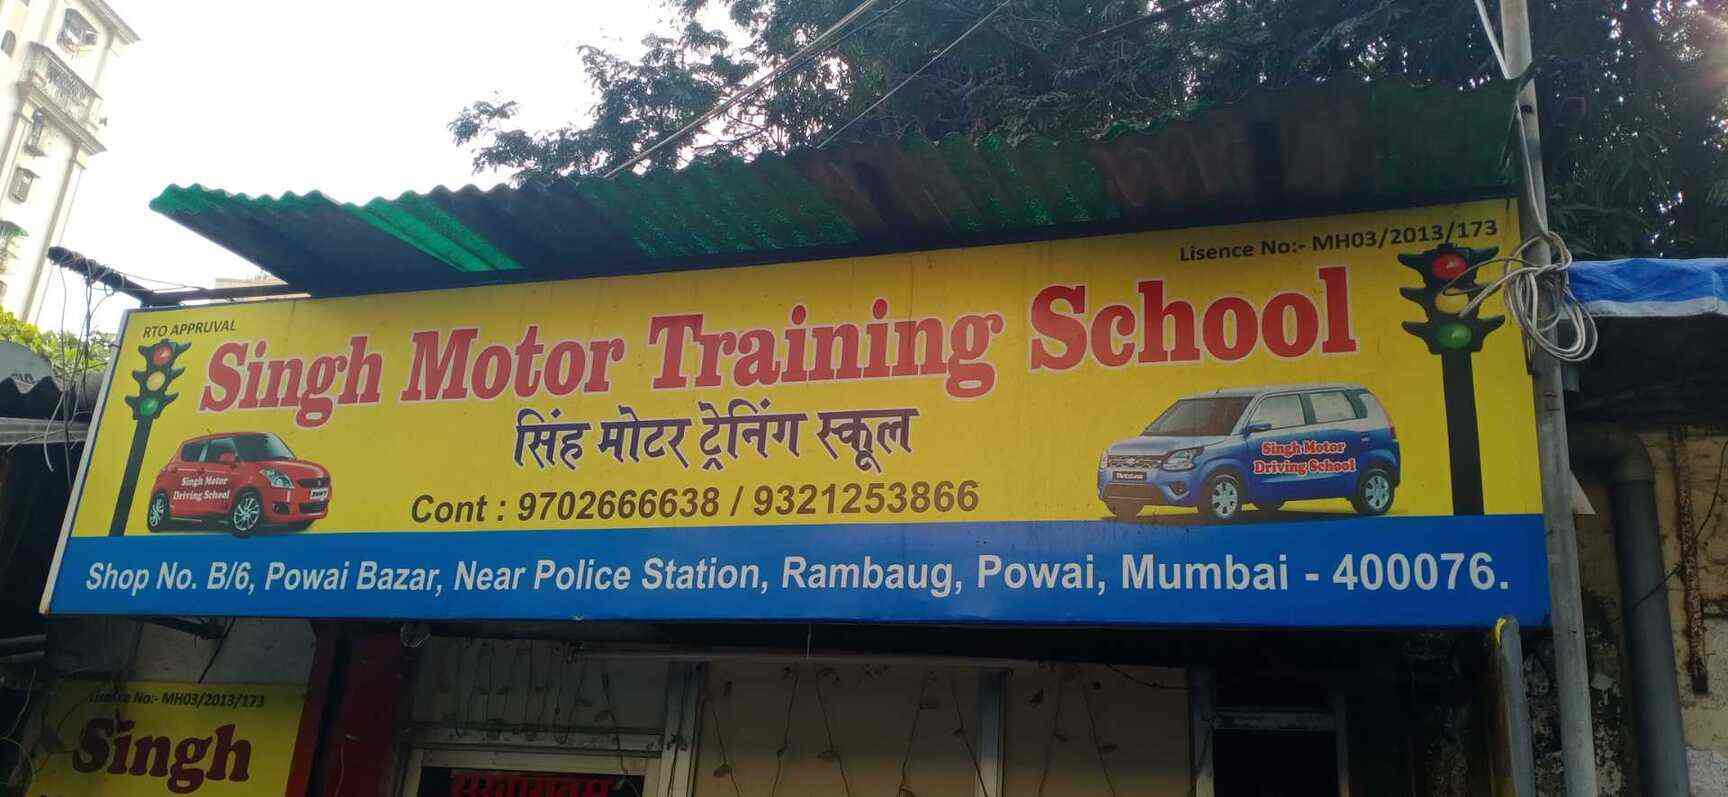 Lisence No:- MH03/2013/173
RTO APPRUVAL
Singh Motor Training School
सिंह मोटर ट्रेनिंग स्कूल
Singh Motor
Driving School
Singh Motor
Driving School
Cont : 9702666638 / 9321253866
Shop No. B/6, Powai Bazar, Near Police Station, Rambaug, Powai, Mumbai - 400076.
Lisence No:- MH03/2013/173
Singh